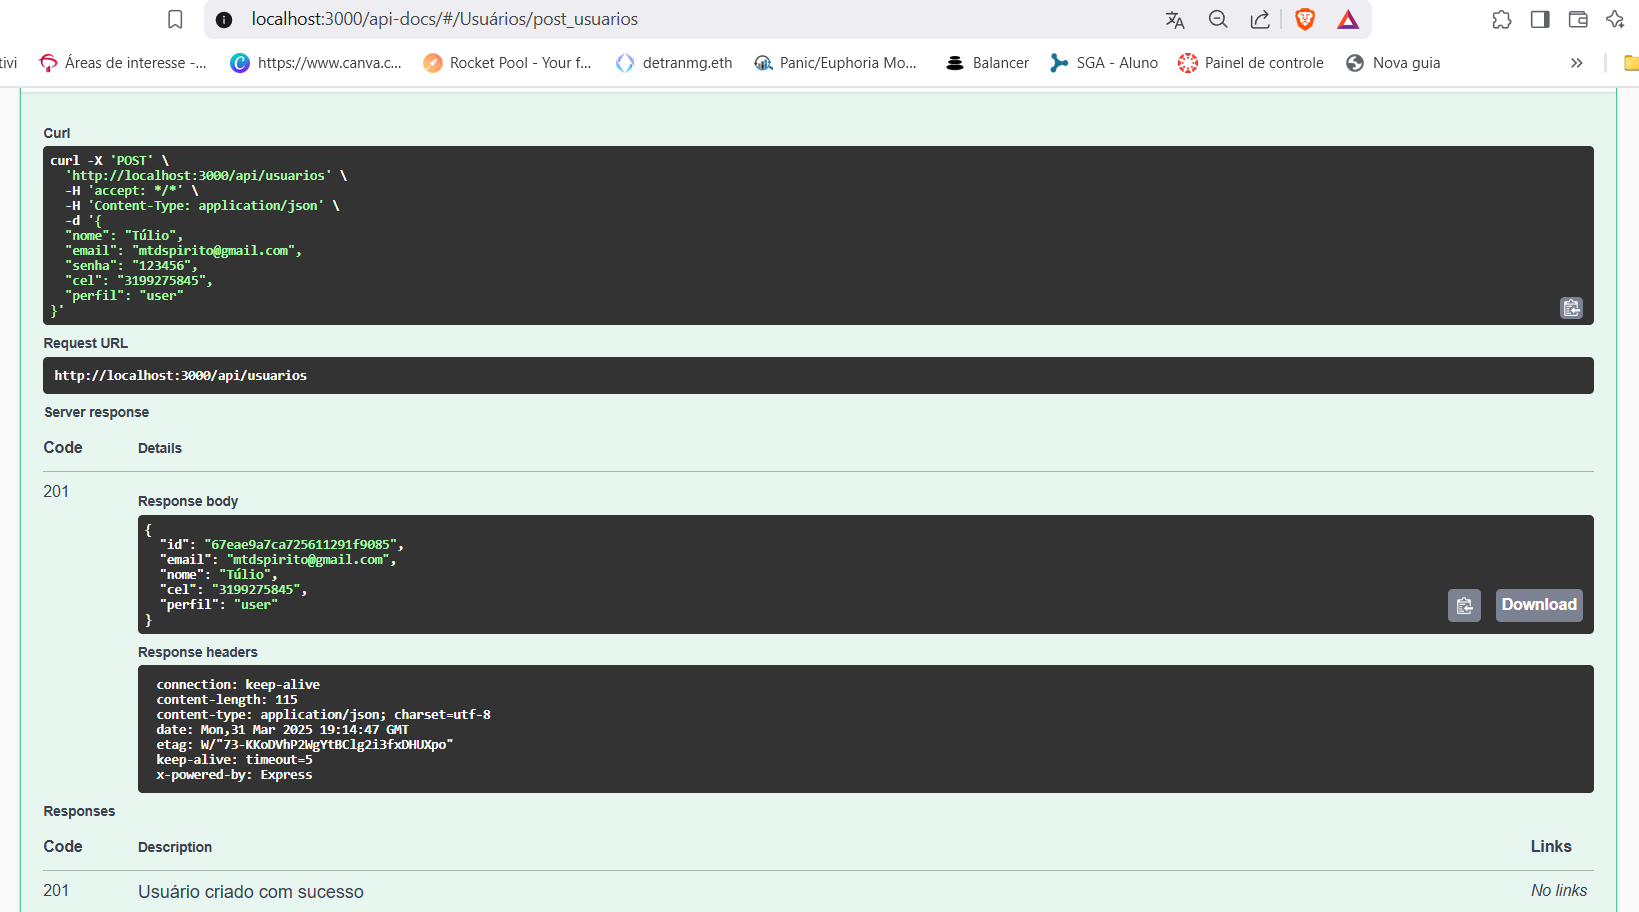 localhost:3000/api-docs/#/Usuários/post_usuarios
tivi Áreas de interesse -... https://www.canva.c... Rocket Pool - Your f... detranmg.eth Panic/Euphoria Mo... Balancer SGA - Aluno Painel de controle Nova guia »
Curl
curl -X 'POST' \
'http://localhost:3000/api/usuarios' \
-H 'accept: */*' \
-H 'Content-Type: application/json' \
-d '{
"nome": "Túlio",
"email": "mtdspirito@gmail.com",
"senha": "123456",
"cel": "3199275845",
"perfil": "user"
}'
Request URL
http://localhost:3000/api/usuarios
Server response
Code Details
201
Response body
{
"id": "67eae9a7ca725611291f9085",
"email": "mtdspirito@gmail.com",
"nome": "Túlio",
"cel": "3199275845",
"perfil": "user"
}
Download
Response headers
connection: keep-alive
content-length: 115
content-type: application/json; charset=utf-8
date: Mon,31 Mar 2025 19:14:47 GMT
etag: W/"73-KKoDVhP2WgYtBClg2i3fxDHUXpo"
keep-alive: timeout=5
x-powered-by: Express
Responses
Code Description Links
201 Usuário criado com sucesso No links